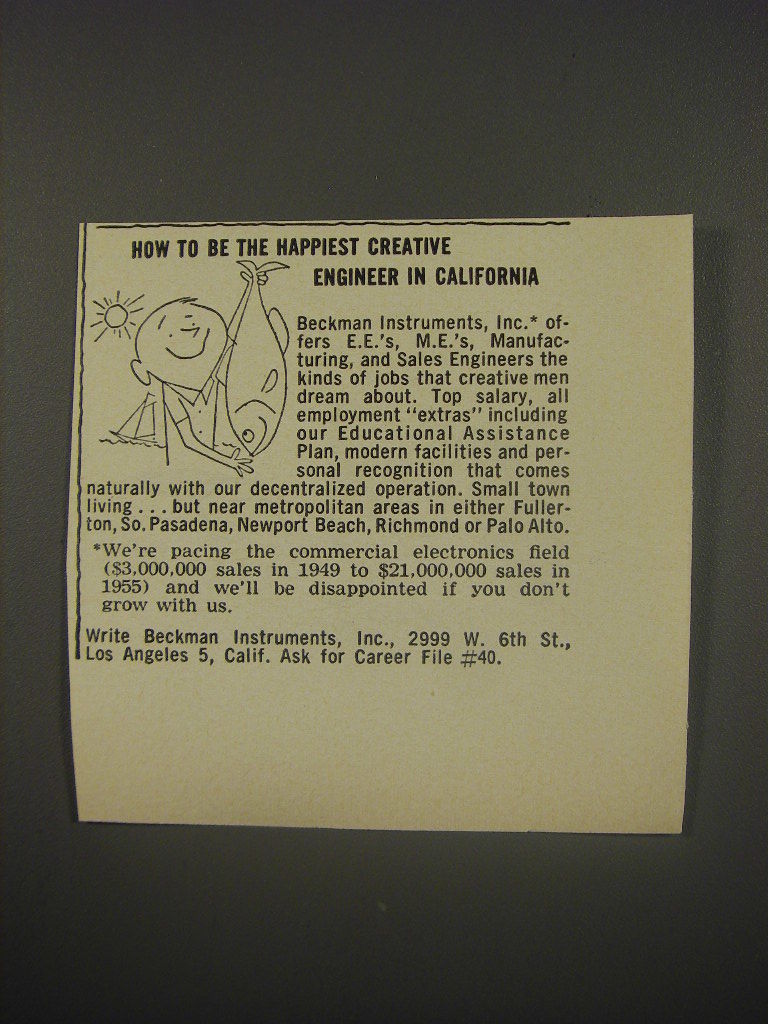 HOW TO BE THE HAPPIEST CREATIVE
ENGINEER IN CALIFORNIA
Beckman Instruments, Inc.* of-
fers E.E.'s, M.E.'s, Manufac-
turing, and Sales Engineers the
kinds of jobs that creative men
dream about. Top salary, all
employment "extras" including
our Educational Assistance
Plan, modern facilities and per-
sonal recognition that comes
naturally with our decentralized operation. Small town
living . . . but near metropolitan areas in either Fuller-
ton, So. Pasadena, Newport Beach, Richmond or Palo Alto.
*We're pacing the commercial electronics field
($3,000,000 sales in 1949 to $21,000,000 sales in
1955) and we'll be disappointed if you don't
grow with us.
Write Beckman Instruments, Inc., 2999 W. 6th St.,
Los Angeles 5, Calif. Ask for Career File #40.